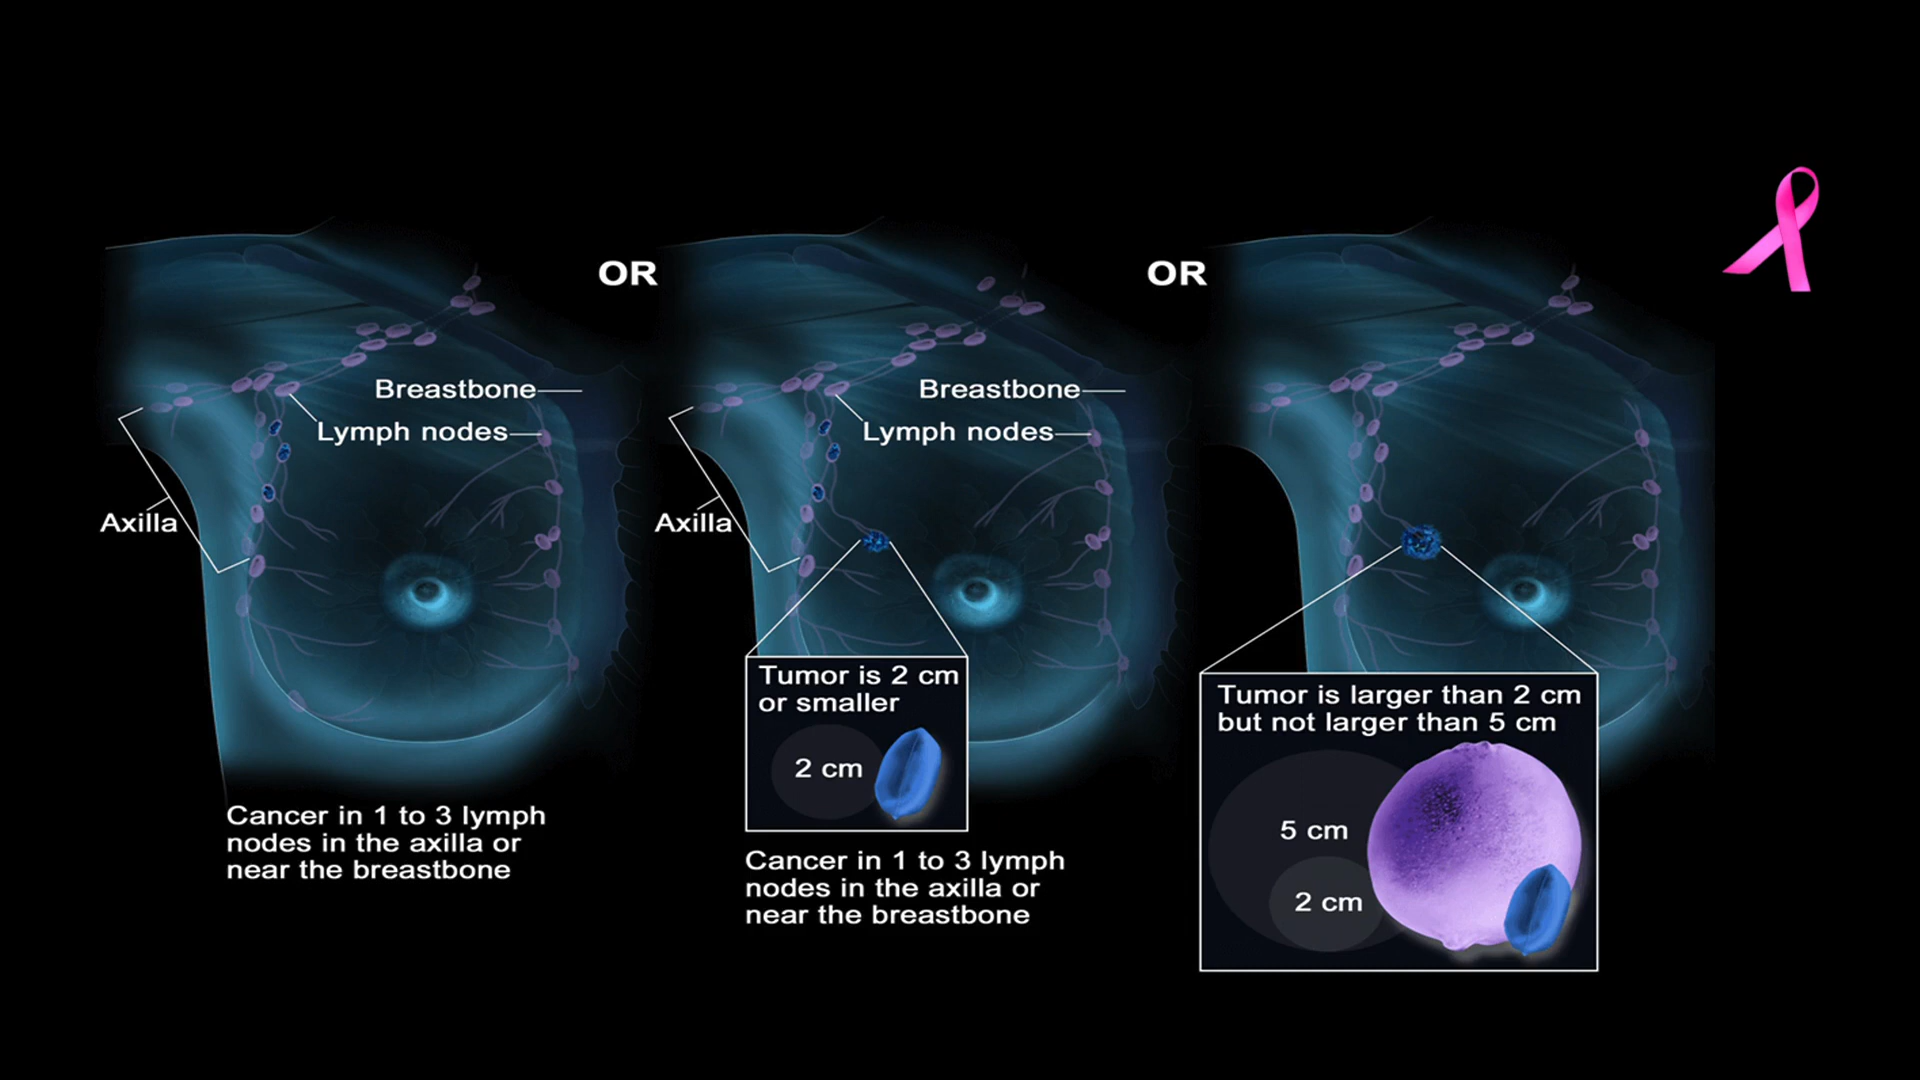 OR
OR
Breastbone
Lymph nodes
Axilla
Cancer in 1 to 3 lymph
nodes in the axilla or
near the breastbone
Breastbone
Lymph nodes
Axilla
Tumor is 2 cm
or smaller
2 cm
Cancer in 1 to 3 lymph
nodes in the axilla or
near the breastbone
Tumor is larger than 2 cm
but not larger than 5 cm
5 cm
2 cm